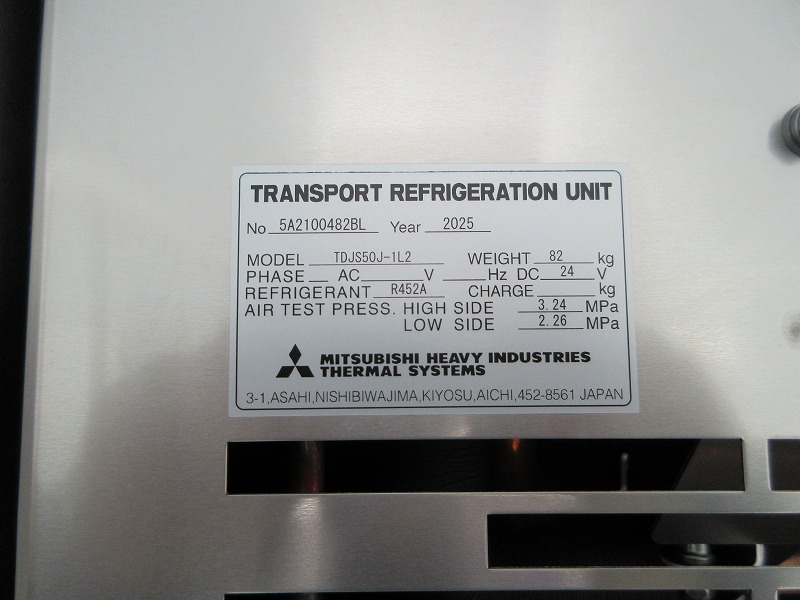 TRANSPORT REFRIGERATION UNIT
No 5A2100482BL Year 2025
MODEL TDJS50J-1L2 WEIGHT 82 kg
PHASE AC V Hz DC 24 V
REFRIGERANT R452A CHARGE kg
AIR TEST PRESS. HIGH SIDE 3.24 MPa
LOW SIDE 2.26 MPa
MITSUBISHI HEAVY INDUSTRIES
THERMAL SYSTEMS
3-1,ASAHI,NISHIBIWAJIMA,KIYOSU,AICHI,452-8561 JAPAN